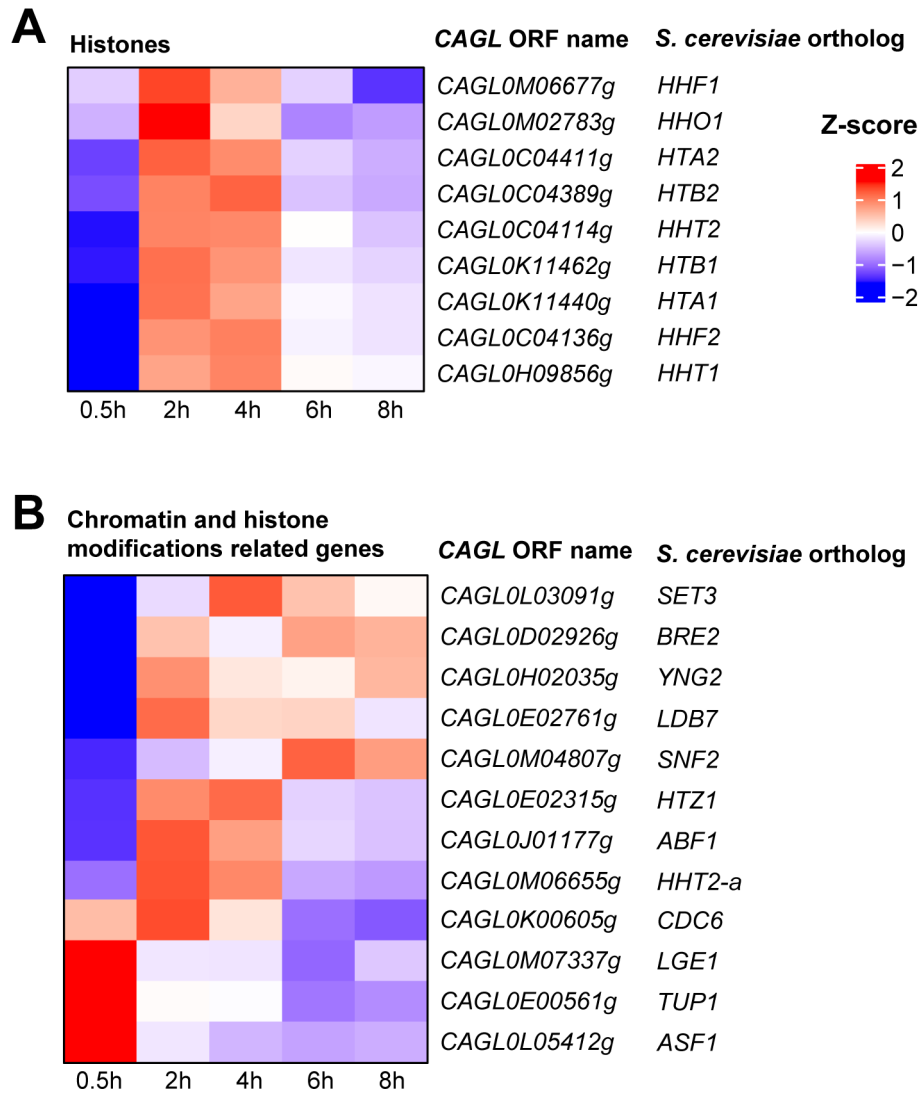 A
Histones
CAGL ORF name S. cerevisiae ortholog
CAGL0M06677g HHF1
CAGL0M02783g HHO1
CAGL0C04411g HTA2
CAGL0C04389g HTB2
CAGL0C04114g HHT2
CAGL0K11462g HTB1
CAGL0K11440g HTA1
CAGL0C04136g HHF2
CAGL0H09856g HHT1
0.5h 2h 4h 6h 8h
Z-score
2
1
0
−1
−2
B
Chromatin and histone
modifications related genes
CAGL ORF name S. cerevisiae ortholog
CAGL0L03091g SET3
CAGL0D02926g BRE2
CAGL0H02035g YNG2
CAGL0E02761g LDB7
CAGL0M04807g SNF2
CAGL0E02315g HTZ1
CAGL0J01177g ABF1
CAGL0M06655g HHT2-a
CAGL0K00605g CDC6
CAGL0M07337g LGE1
CAGL0E00561g TUP1
CAGL0L05412g ASF1
0.5h 2h 4h 6h 8h